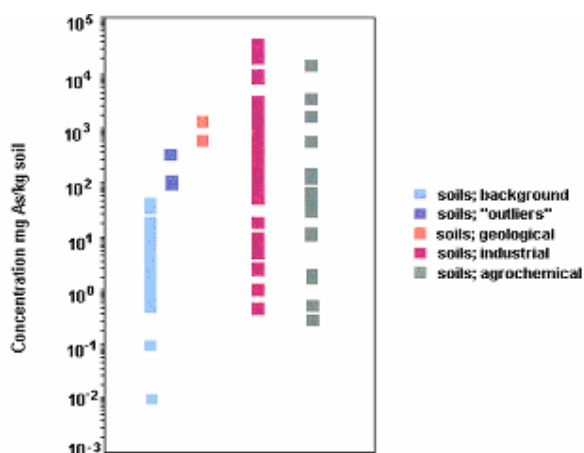 Concentration mg As/kg soil
10^5
10^4
10^3
10^2
10^1
10^0
10^-1
10^-2
10^-3
soils; background
soils; "outliers"
soils; geological
soils; industrial
soils; agrochemical